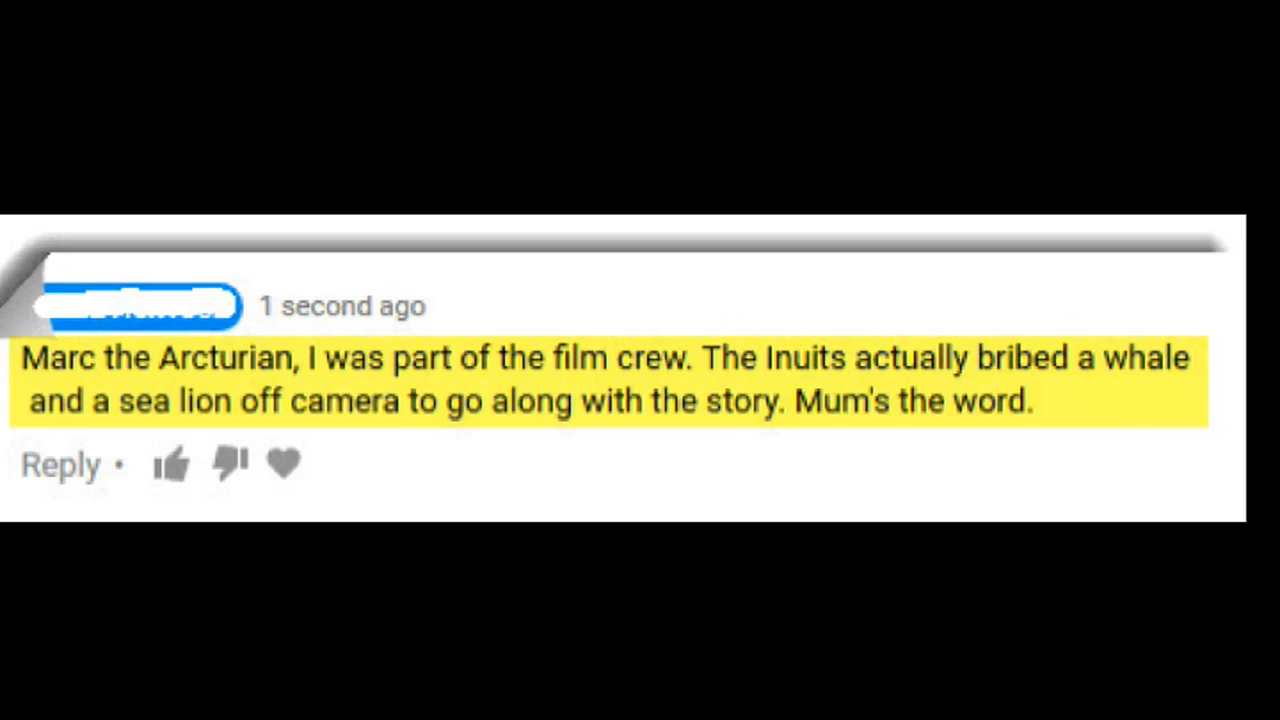 1 second ago
Marc the Arcturian, I was part of the film crew. The Inuits actually bribed a whale
and a sea lion off camera to go along with the story. Mum's the word.
Reply •